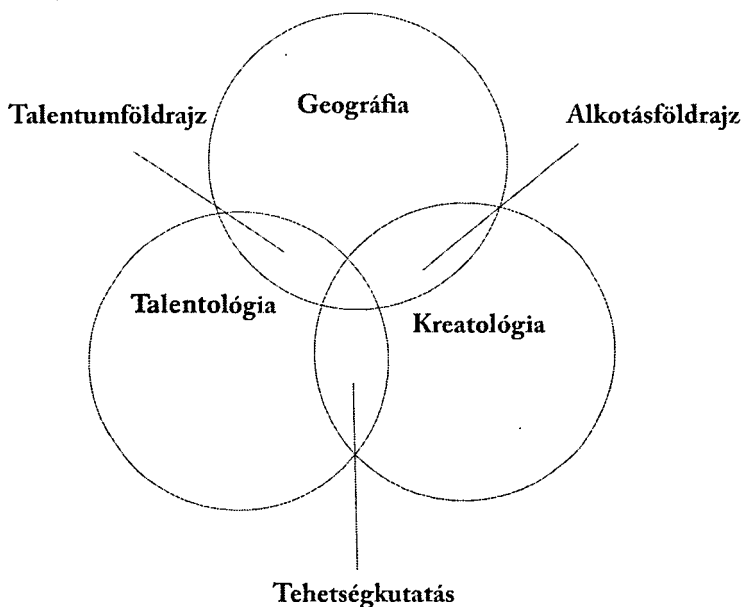 Geográfia
Talentumföldrajz
Alkotásföldrajz
Talentológia
Kreatológia
Tehetségkutatás